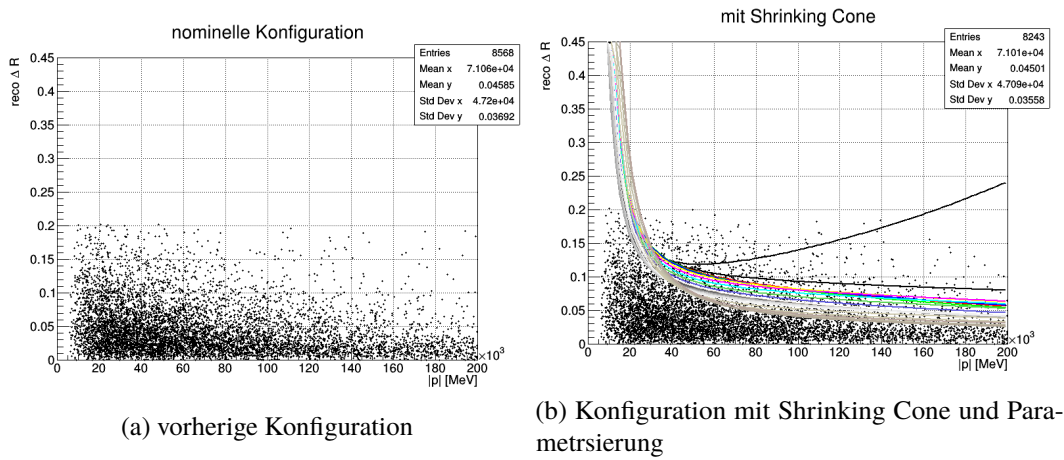 nominelle Konfiguration
Entries 8568
Mean x 7.106e+04
Mean y 0.04585
Std Dev x 4.72e+04
Std Dev y 0.03692
reco Δ R
0.45
0.4
0.35
0.3
0.25
0.2
0.15
0.1
0.05
0
0 20 40 60 80 100 120 140 160 180 200
×10³
|p| [MeV]
(a) vorherige Konfiguration
mit Shrinking Cone
Entries 8243
Mean x 7.101e+04
Mean y 0.04501
Std Dev x 4.709e+04
Std Dev y 0.03558
reco Δ R
0.45
0.4
0.35
0.3
0.25
0.2
0.15
0.1
0.05
0
0 20 40 60 80 100 120 140 160 180 200
×10³
|p| [MeV]
(b) Konfiguration mit Shrinking Cone und Para-
metrsierung